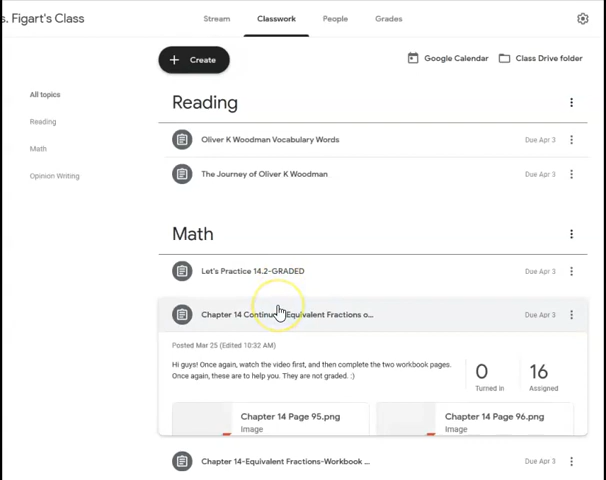 s. Figart's Class
Stream
Classwork
People
Grades
Create
Google Calendar
Class Drive folder
All topics
Reading
Math
Opinion Writing
Reading
Oliver K Woodman Vocabulary Words
Due Apr 3
The Journey of Oliver K Woodman
Due Apr 3
Math
Let's Practice 14.2-GRADED
Due Apr 3
Chapter 14 Continu Equivalent Fractions o...
Due Apr 3
Posted Mar 25 (Edited 10:32 AM)
Hi guys! Once again, watch the video first, and then complete the two workbook pages.
Once again, these are to help you. They are not graded. :)
0
Turned in
16
Assigned
Chapter 14 Page 95.png
Image
Chapter 14 Page 96.png
Image
Chapter 14-Equivalent Fractions-Workbook ...
Due Apr 3